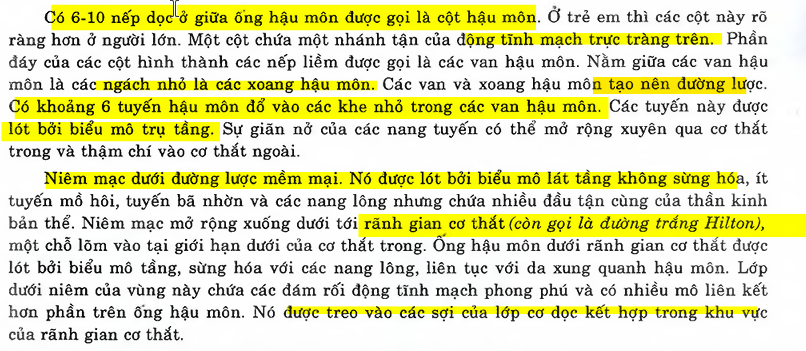 Có 6-10 nếp dọc ở giữa ống hậu môn được gọi là cột hậu môn. Ở trẻ em thì các cột này rõ
ràng hơn ở người lớn. Một cột chứa một nhánh tận của động tĩnh mạch trực tràng trên. Phần
đáy của các cột hình thành các nếp liềm được gọi các van hậu môn. Nằm giữa các van hậu
môn là các ngách nhỏ là các xoang hậu môn. Các van và xoang hậu môn tạo nên đường lược.
Có khoảng 6 tuyến hậu môn đổ vào các khe nhỏ trong các van hậu môn. Các tuyến này được
lót bởi biểu mô trụ tầng. Sự giãn nở của các nang tuyến có thể mở rộng xuyên qua cơ thắt
trong và thậm chí vào cơ thắt ngoài.
Niêm mạc dưới đường lược mềm mại. Nó được lót bởi biểu mô lát tầng không sừng hóa, ít
tuyến mồ hôi, tuyến bã nhờn và các nang lông nhưng chứa nhiều đầu tận cùng của thần kinh
bản thể. Niêm mạc mở rộng xuống dưới tới rãnh gian cơ thắt (còn gọi là đường trắng Hilton),
một chỗ lõm vào tại giới hạn dưới của cơ thắt trong. Ống hậu môn dưới rãnh gian cơ thắt được
lót bởi biểu mô tầng, sừng hóa với các nang lông, liên tục với da xung quanh hậu môn. Lớp
dưới niêm của vùng này chứa các đám rối động tĩnh mạch phong phú và có nhiều mô liên kết
hơn phần trên ống hậu môn. Nó được treo vào các sợi của lớp cơ dọc kết hợp trong khu vực
của rãnh gian cơ thắt.